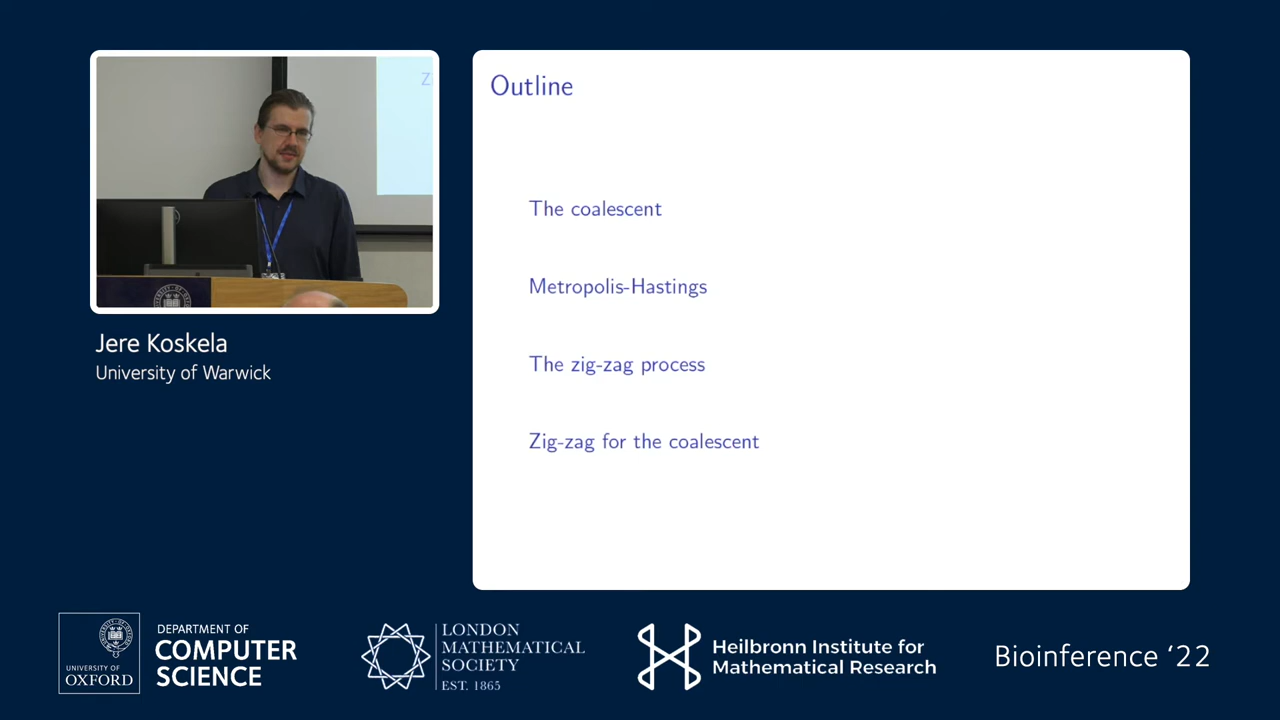 Outline
The coalescent
Metropolis-Hastings
The zig-zag process
Zig-zag for the coalescent
Jere Koskela
University of Warwick
UNIVERSITY OF
OXFORD
DEPARTMENT OF
COMPUTER
SCIENCE
LONDON
MATHEMATICAL
SOCIETY
EST. 1865
Heilbronn Institute for
Mathematical Research
Bioinference ‘22